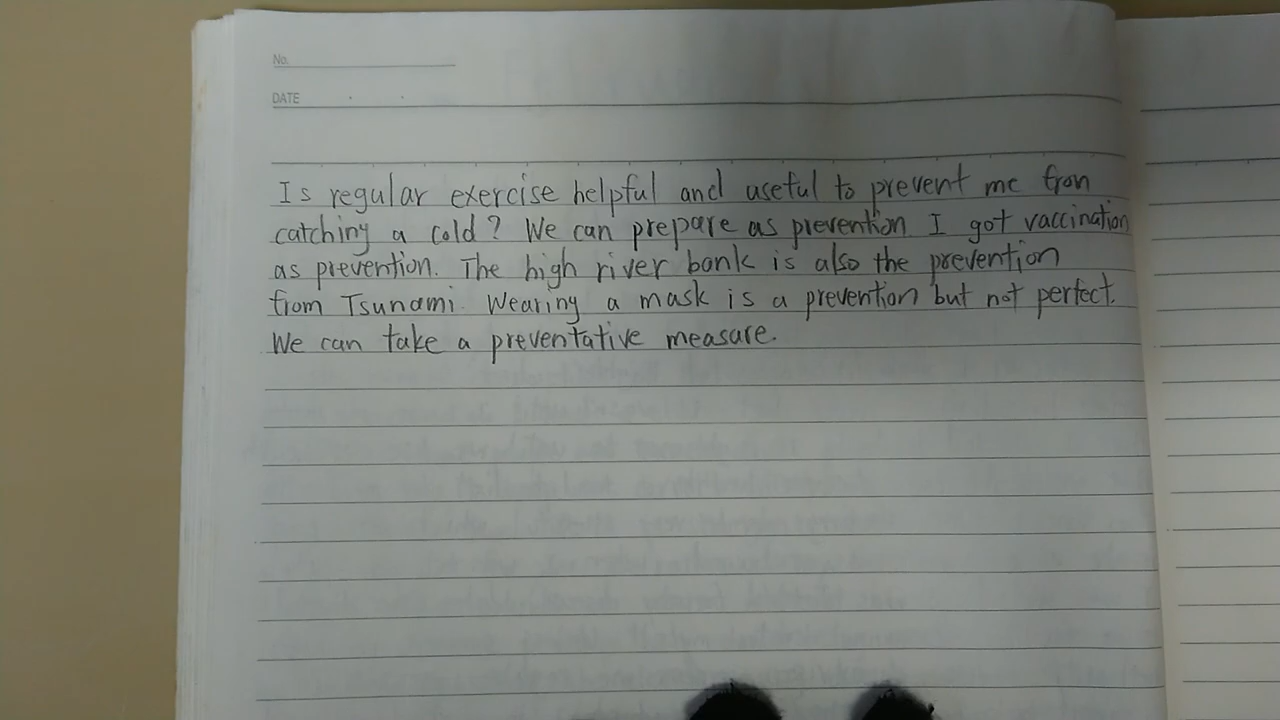 No.
DATE
Is regular exercise helpful and useful to prevent me fron
catching a cold? We can prepare as prevention I got vaccination
as prevention. The high river bank is also the prevention
from Tsunami. Wearing a mask is a prevention but not perfect.
We can take a preventative measure.